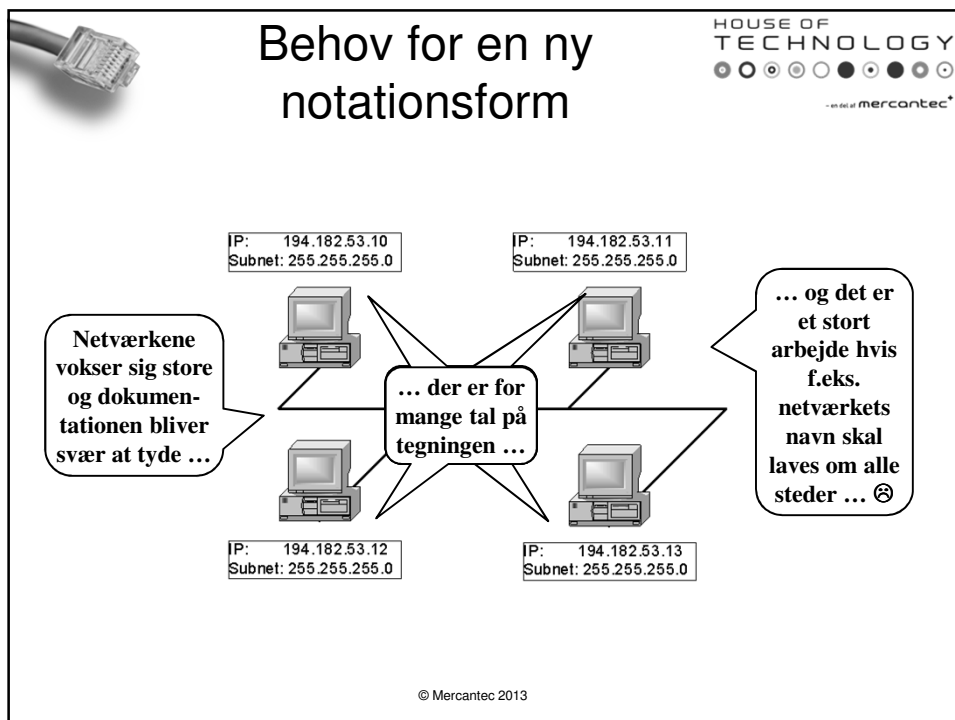 Behov for en ny
notationsform
HOUSE OF
TECHNOLOGY
- en del af mercantec+
IP: 194.182.53.10
Subnet: 255.255.255.0
IP: 194.182.53.11
Subnet: 255.255.255.0
Netværkene
vokser sig store
og dokumen-
tationen bliver
svær at tyde …
… der er for
mange tal på
tegningen …
… og det er
et stort
arbejde hvis
f.eks.
netværkets
navn skal
laves om alle
steder … ☹
IP: 194.182.53.12
Subnet: 255.255.255.0
IP: 194.182.53.13
Subnet: 255.255.255.0
© Mercantec 2013